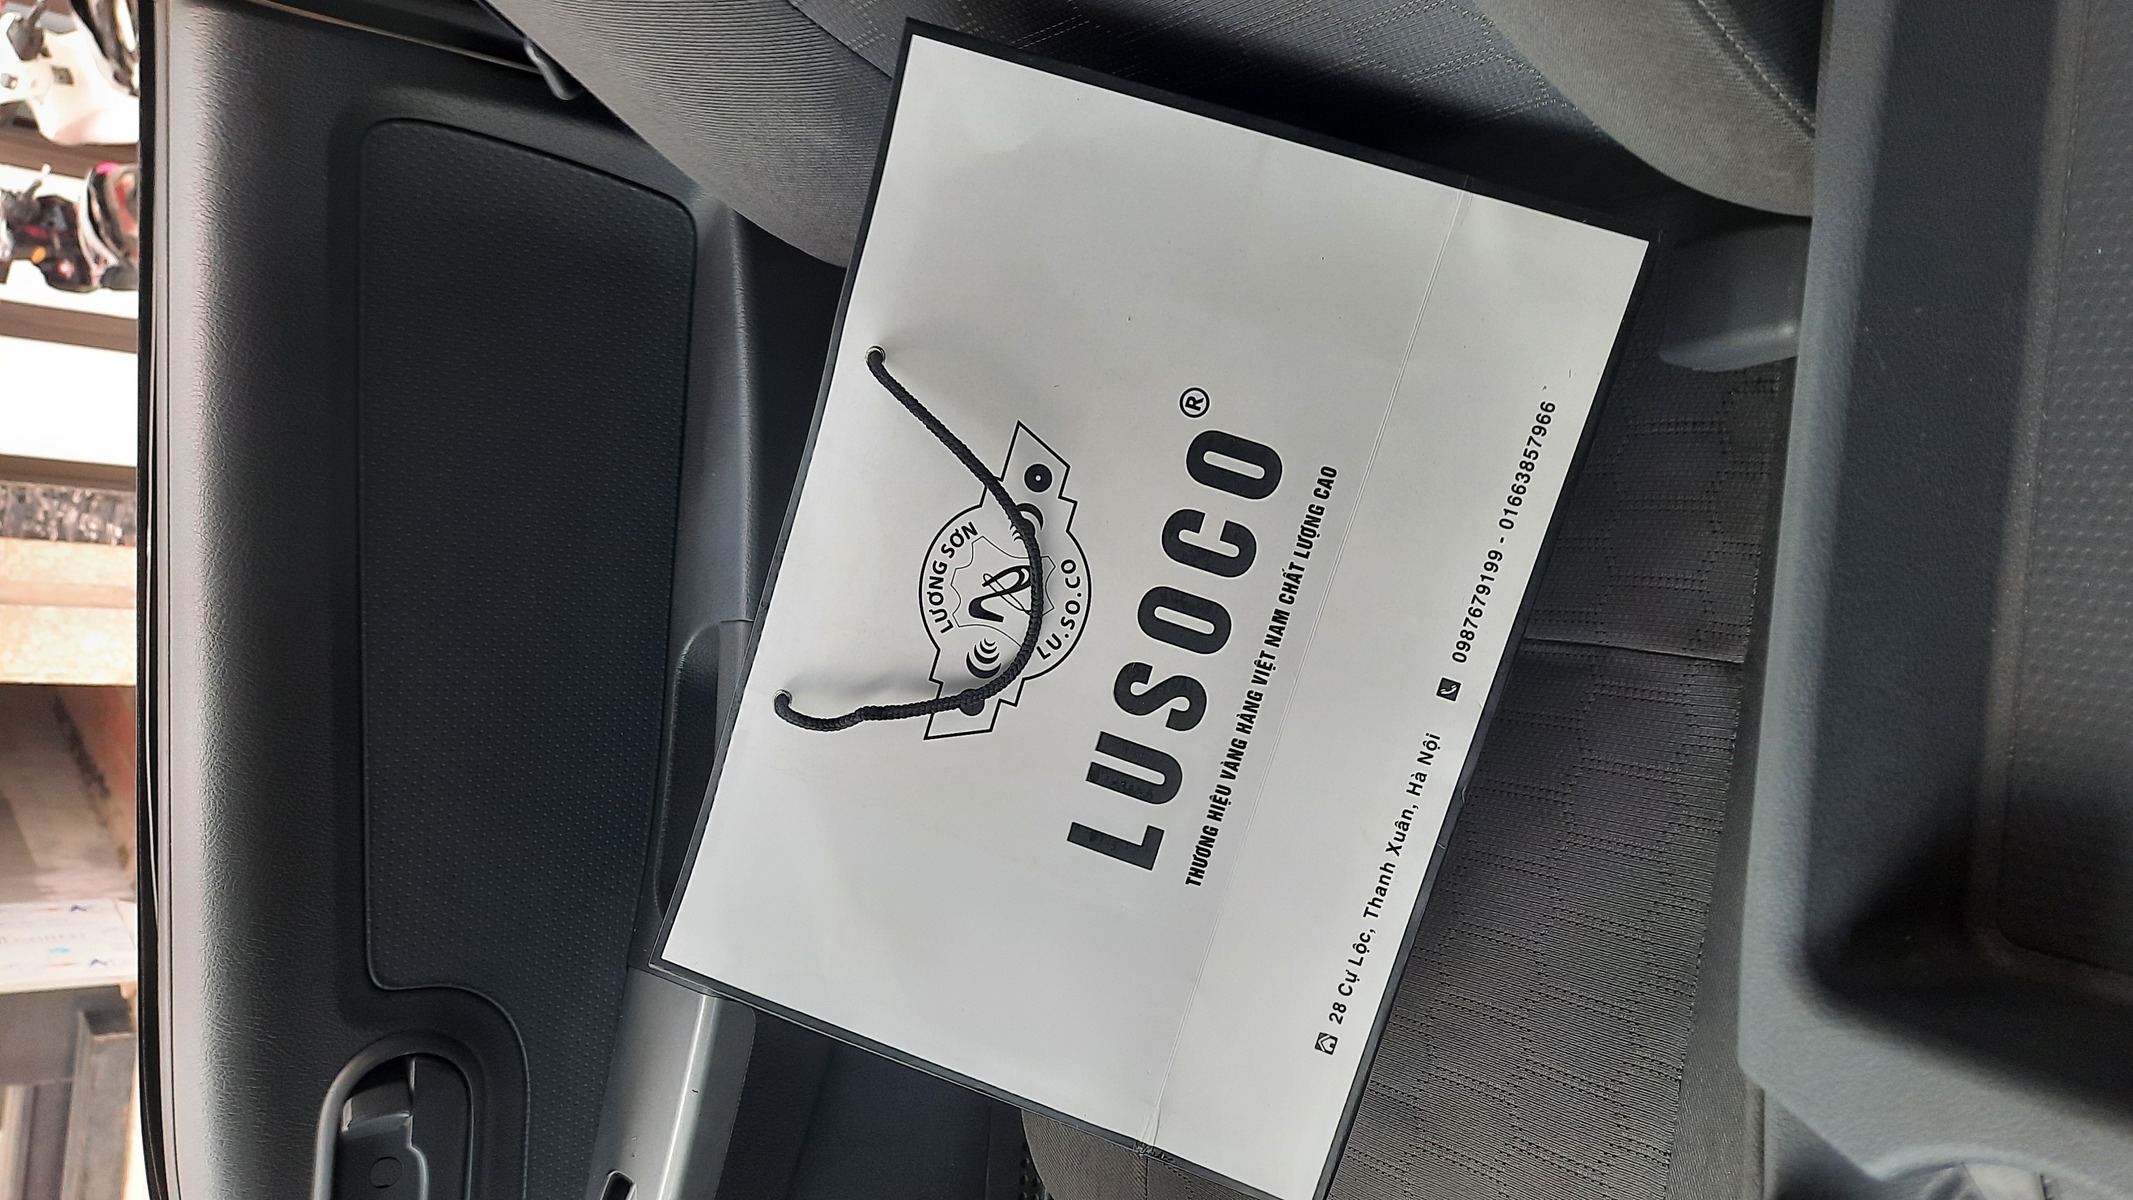 LƯƠNG SƠN
LU.SO.CO
LUSOCO®
THƯƠNG HIỆU VÀNG HÀNG VIỆT NAM CHẤT LƯỢNG CAO
28 Cự Lộc, Thanh Xuân, Hà Nội 0987679199 - 01663857966